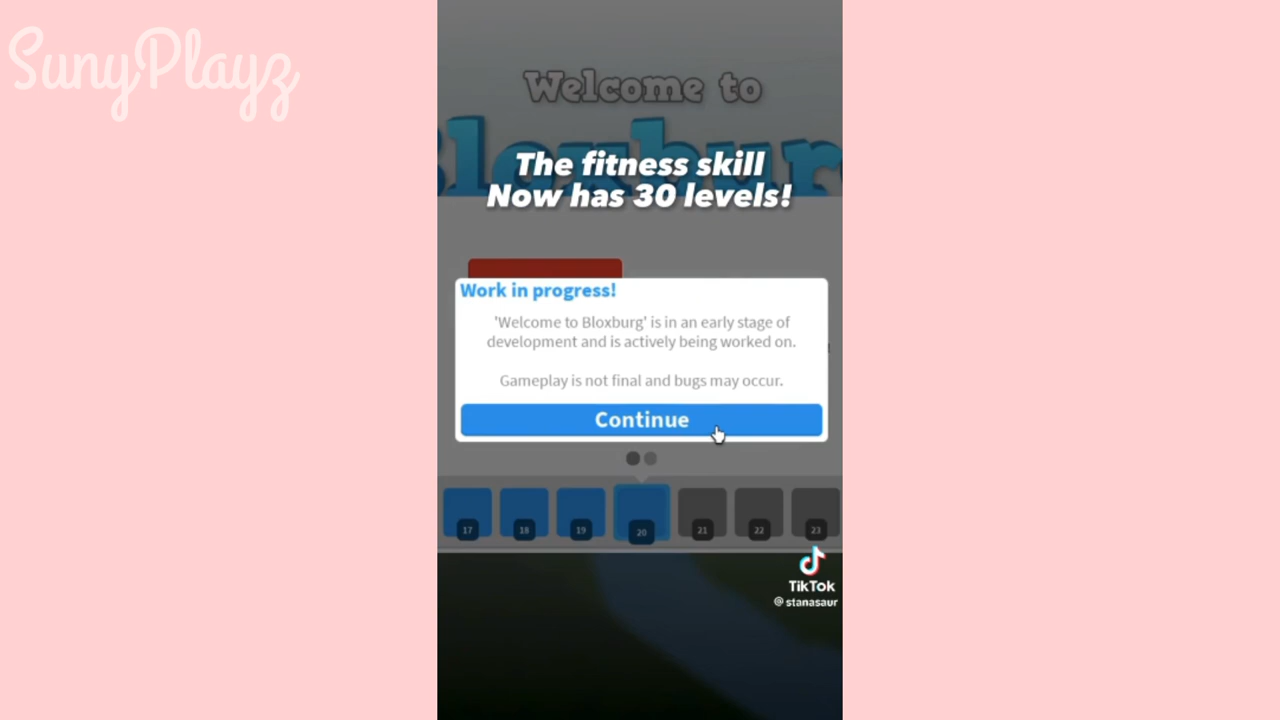 SunyPlayz
Welcome to
Bloxburg
The fitness skill
Now has 30 levels!
Work in progress!
'Welcome to Bloxburg' is in an early stage of
development and is actively being worked on.
Gameplay is not final and bugs may occur.
Continue
17 18 19 20 21 22 23
TikTok
@stanasaur